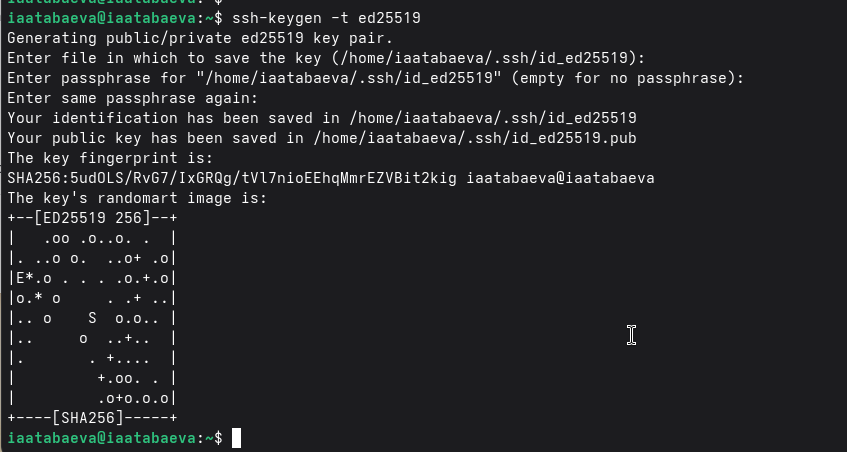 iaatabaeva@iaatabaeva:~$ ssh-keygen -t ed25519
Generating public/private ed25519 key pair.
Enter file in which to save the key (/home/iaatabaeva/.ssh/id_ed25519):
Enter passphrase for "/home/iaatabaeva/.ssh/id_ed25519" (empty for no passphrase):
Enter same passphrase again:
Your identification has been saved in /home/iaatabaeva/.ssh/id_ed25519
Your public key has been saved in /home/iaatabaeva/.ssh/id_ed25519.pub
The key fingerprint is:
SHA256:5udOLS/RvG7/IxGRQg/tVl7nioEEhqMmrEZVBit2kig iaatabaeva@iaatabaeva
The key's randomart image is:
+--[ED25519 256]--+
|   .oo .o..o. .  |
|. ..o o.  ..o+ .o|
|E*.o . . . .o.+.o|
|o.* o     . .+ ..|
|.. o    S  o.o.. |
|..     o  ..+..  |
|.       . +....  |
|         +.oo. . |
|         .o+o.o.o|
+----[SHA256]-----+
iaatabaeva@iaatabaeva:~$